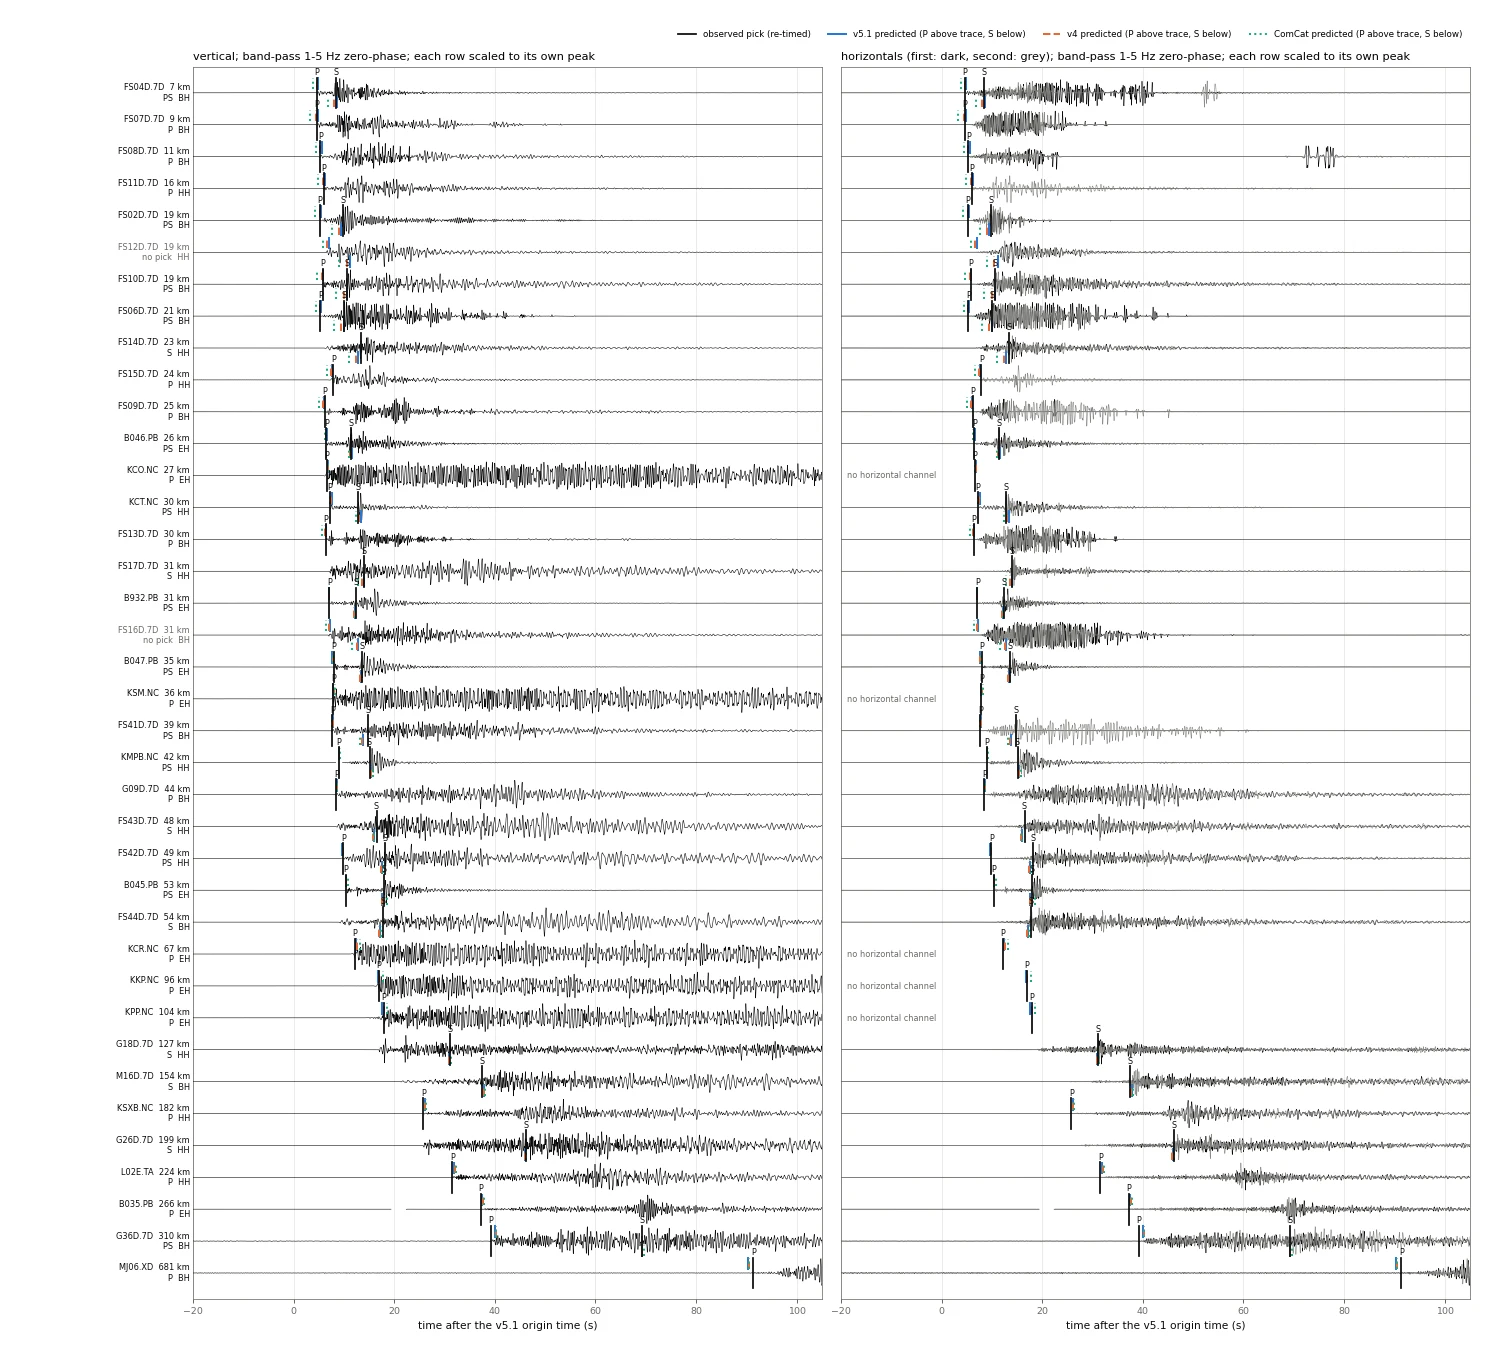 observed pick (re-timed)   v5.1 predicted (P above trace, S below)   v4 predicted (P above trace, S below)   ComCat predicted (P above trace, S below)
vertical; band-pass 1-5 Hz zero-phase; each row scaled to its own peak
horizontals (first: dark, second: grey); band-pass 1-5 Hz zero-phase; each row scaled to its own peak
FS04D.7D 7 km
PS BH
FS07D.7D 9 km
P BH
FS08D.7D 11 km
P BH
FS11D.7D 16 km
P HH
FS02D.7D 19 km
PS BH
FS12D.7D 19 km
no pick HH
FS10D.7D 19 km
PS BH
FS06D.7D 21 km
PS BH
FS14D.7D 23 km
S HH
FS15D.7D 24 km
P HH
FS09D.7D 25 km
P BH
B046.PB 26 km
PS EH
KCO.NC 27 km
P EH
no horizontal channel
KCT.NC 30 km
PS HH
FS13D.7D 30 km
P BH
FS17D.7D 31 km
S HH
B932.PB 31 km
PS EH
FS16D.7D 31 km
no pick BH
B047.PB 35 km
PS EH
KSM.NC 36 km
P EH
no horizontal channel
FS41D.7D 39 km
PS BH
KMPB.NC 42 km
PS HH
G09D.7D 44 km
P BH
FS43D.7D 48 km
S HH
FS42D.7D 49 km
PS HH
B045.PB 53 km
PS EH
FS44D.7D 54 km
S BH
KCR.NC 67 km
P EH
no horizontal channel
KKP.NC 96 km
P EH
no horizontal channel
KPP.NC 104 km
P EH
no horizontal channel
G18D.7D 127 km
S HH
M16D.7D 154 km
S BH
KSXB.NC 182 km
P HH
G26D.7D 199 km
S HH
L02E.TA 224 km
P HH
B035.PB 266 km
P EH
G36D.7D 310 km
PS BH
MJ06.XD 681 km
P BH
−20 0 20 40 60 80 100
−20 0 20 40 60 80 100
time after the v5.1 origin time (s)
time after the v5.1 origin time (s)